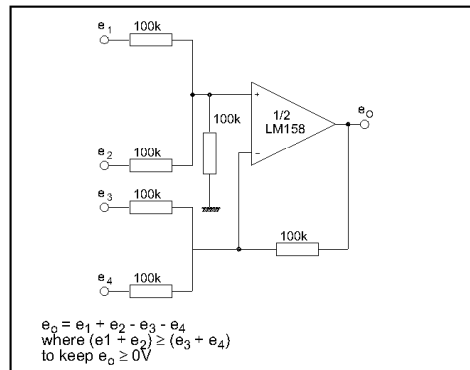 e1 100k
100k
1/2
LM158
eO
e2 100k
e3 100k
100k
e4 100k
eo = e1 + e2 - e3 - e4
where (e1 + e2) ≥ (e3 + e4)
to keep eo ≥ 0V
+
-